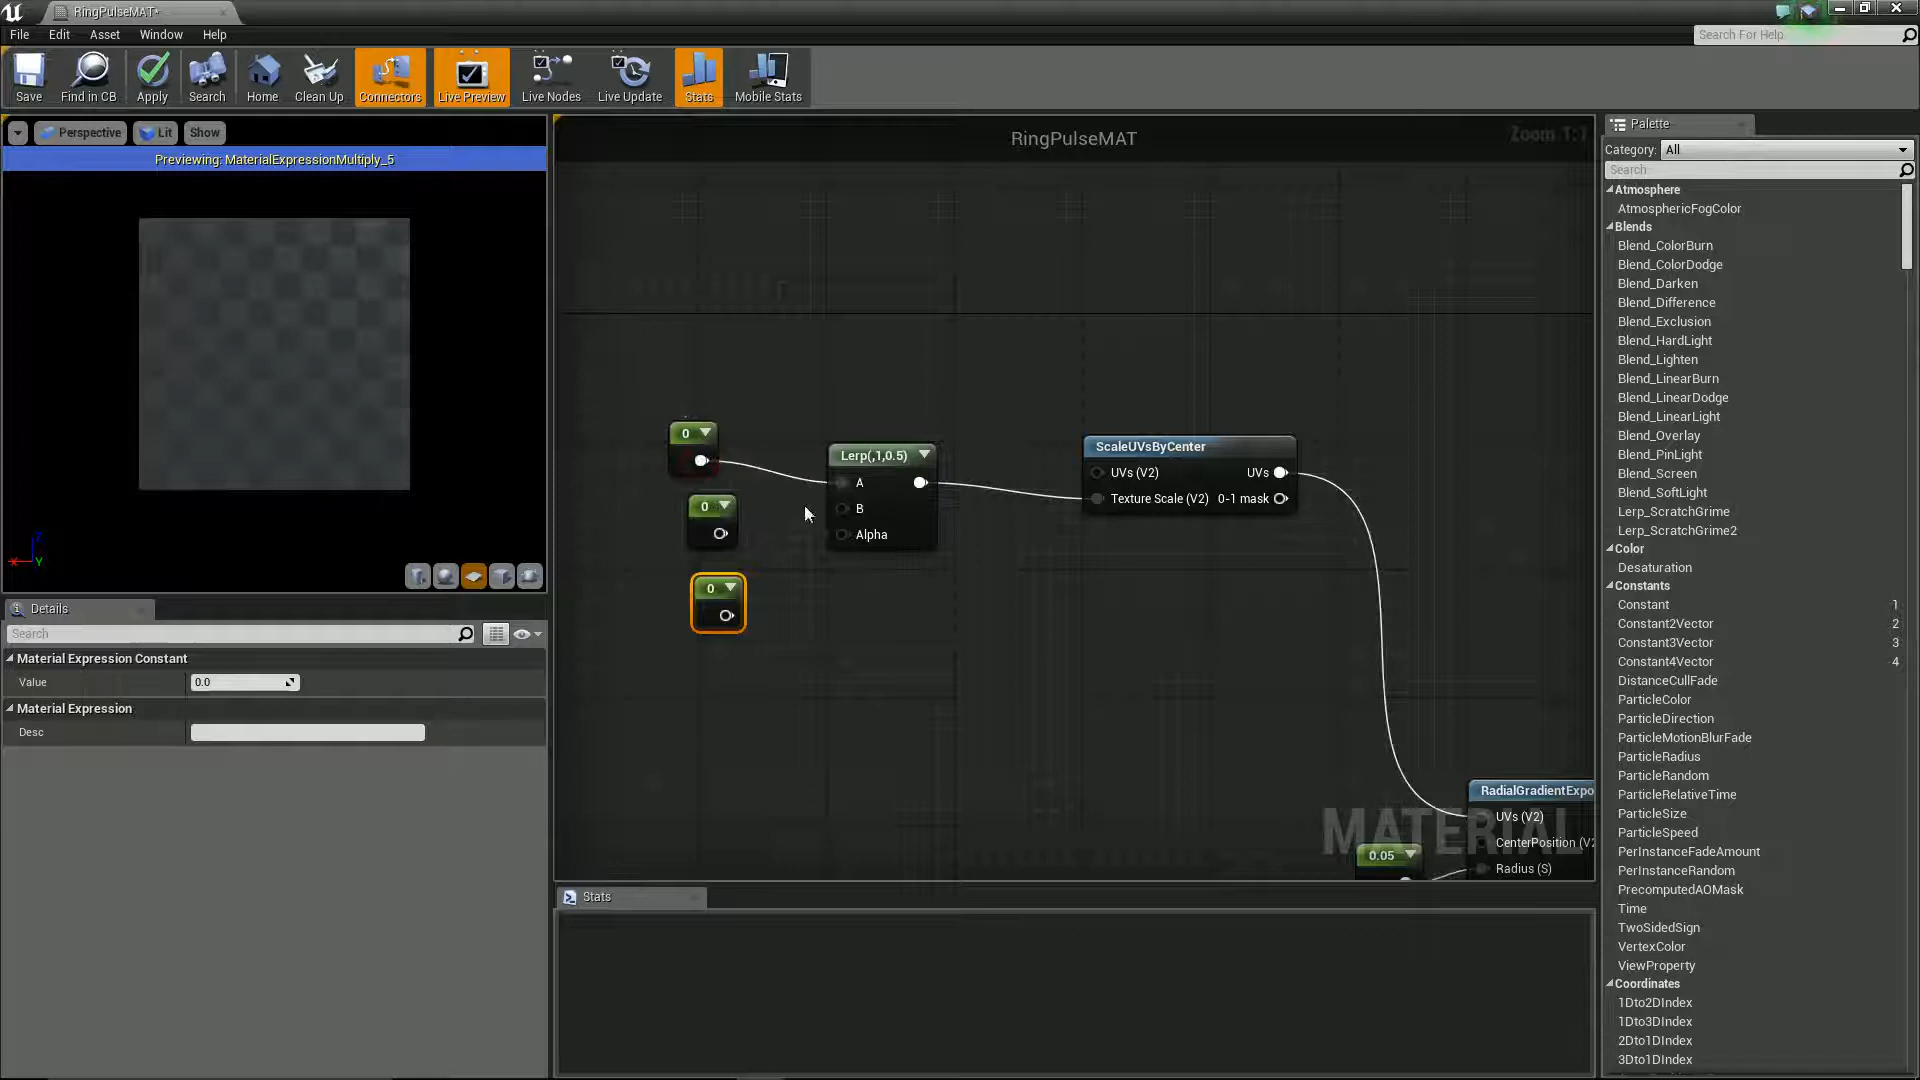 RingPulseMAT*
File Edit Asset Window Help
Search For Help
Save Find in CB Apply Search Home Clean Up Connectors Live Preview Live Nodes Live Update Stats Mobile Stats
Perspective Lit Show
Previewing: MaterialExpressionMultiply_5
X Z Y
Details
Search
Material Expression Constant
Value 0.0
Material Expression
Desc
RingPulseMAT
Zoom 1:1
0
0
0
Lerp(,1,0.5)
A
B
Alpha
ScaleUVsByCenter
UVs (V2) UVs
Texture Scale (V2) 0-1 mask
RadialGradientExpo
UVs (V2)
CenterPosition (V2
Radius (S)
0.05
MATERIAL
Stats
Palette
Category: All
Search
Atmosphere
AtmosphericFogColor
Blends
Blend_ColorBurn
Blend_ColorDodge
Blend_Darken
Blend_Difference
Blend_Exclusion
Blend_HardLight
Blend_Lighten
Blend_LinearBurn
Blend_LinearDodge
Blend_LinearLight
Blend_Overlay
Blend_PinLight
Blend_Screen
Blend_SoftLight
Lerp_ScratchGrime
Lerp_ScratchGrime2
Color
Desaturation
Constants
Constant 1
Constant2Vector 2
Constant3Vector 3
Constant4Vector 4
DistanceCullFade
ParticleColor
ParticleDirection
ParticleMotionBlurFade
ParticleRadius
ParticleRandom
ParticleRelativeTime
ParticleSize
ParticleSpeed
PerInstanceFadeAmount
PerInstanceRandom
PrecomputedAOMask
Time
TwoSidedSign
VertexColor
ViewProperty
Coordinates
1Dto2DIndex
1Dto3DIndex
2Dto1DIndex
3Dto1DIndex